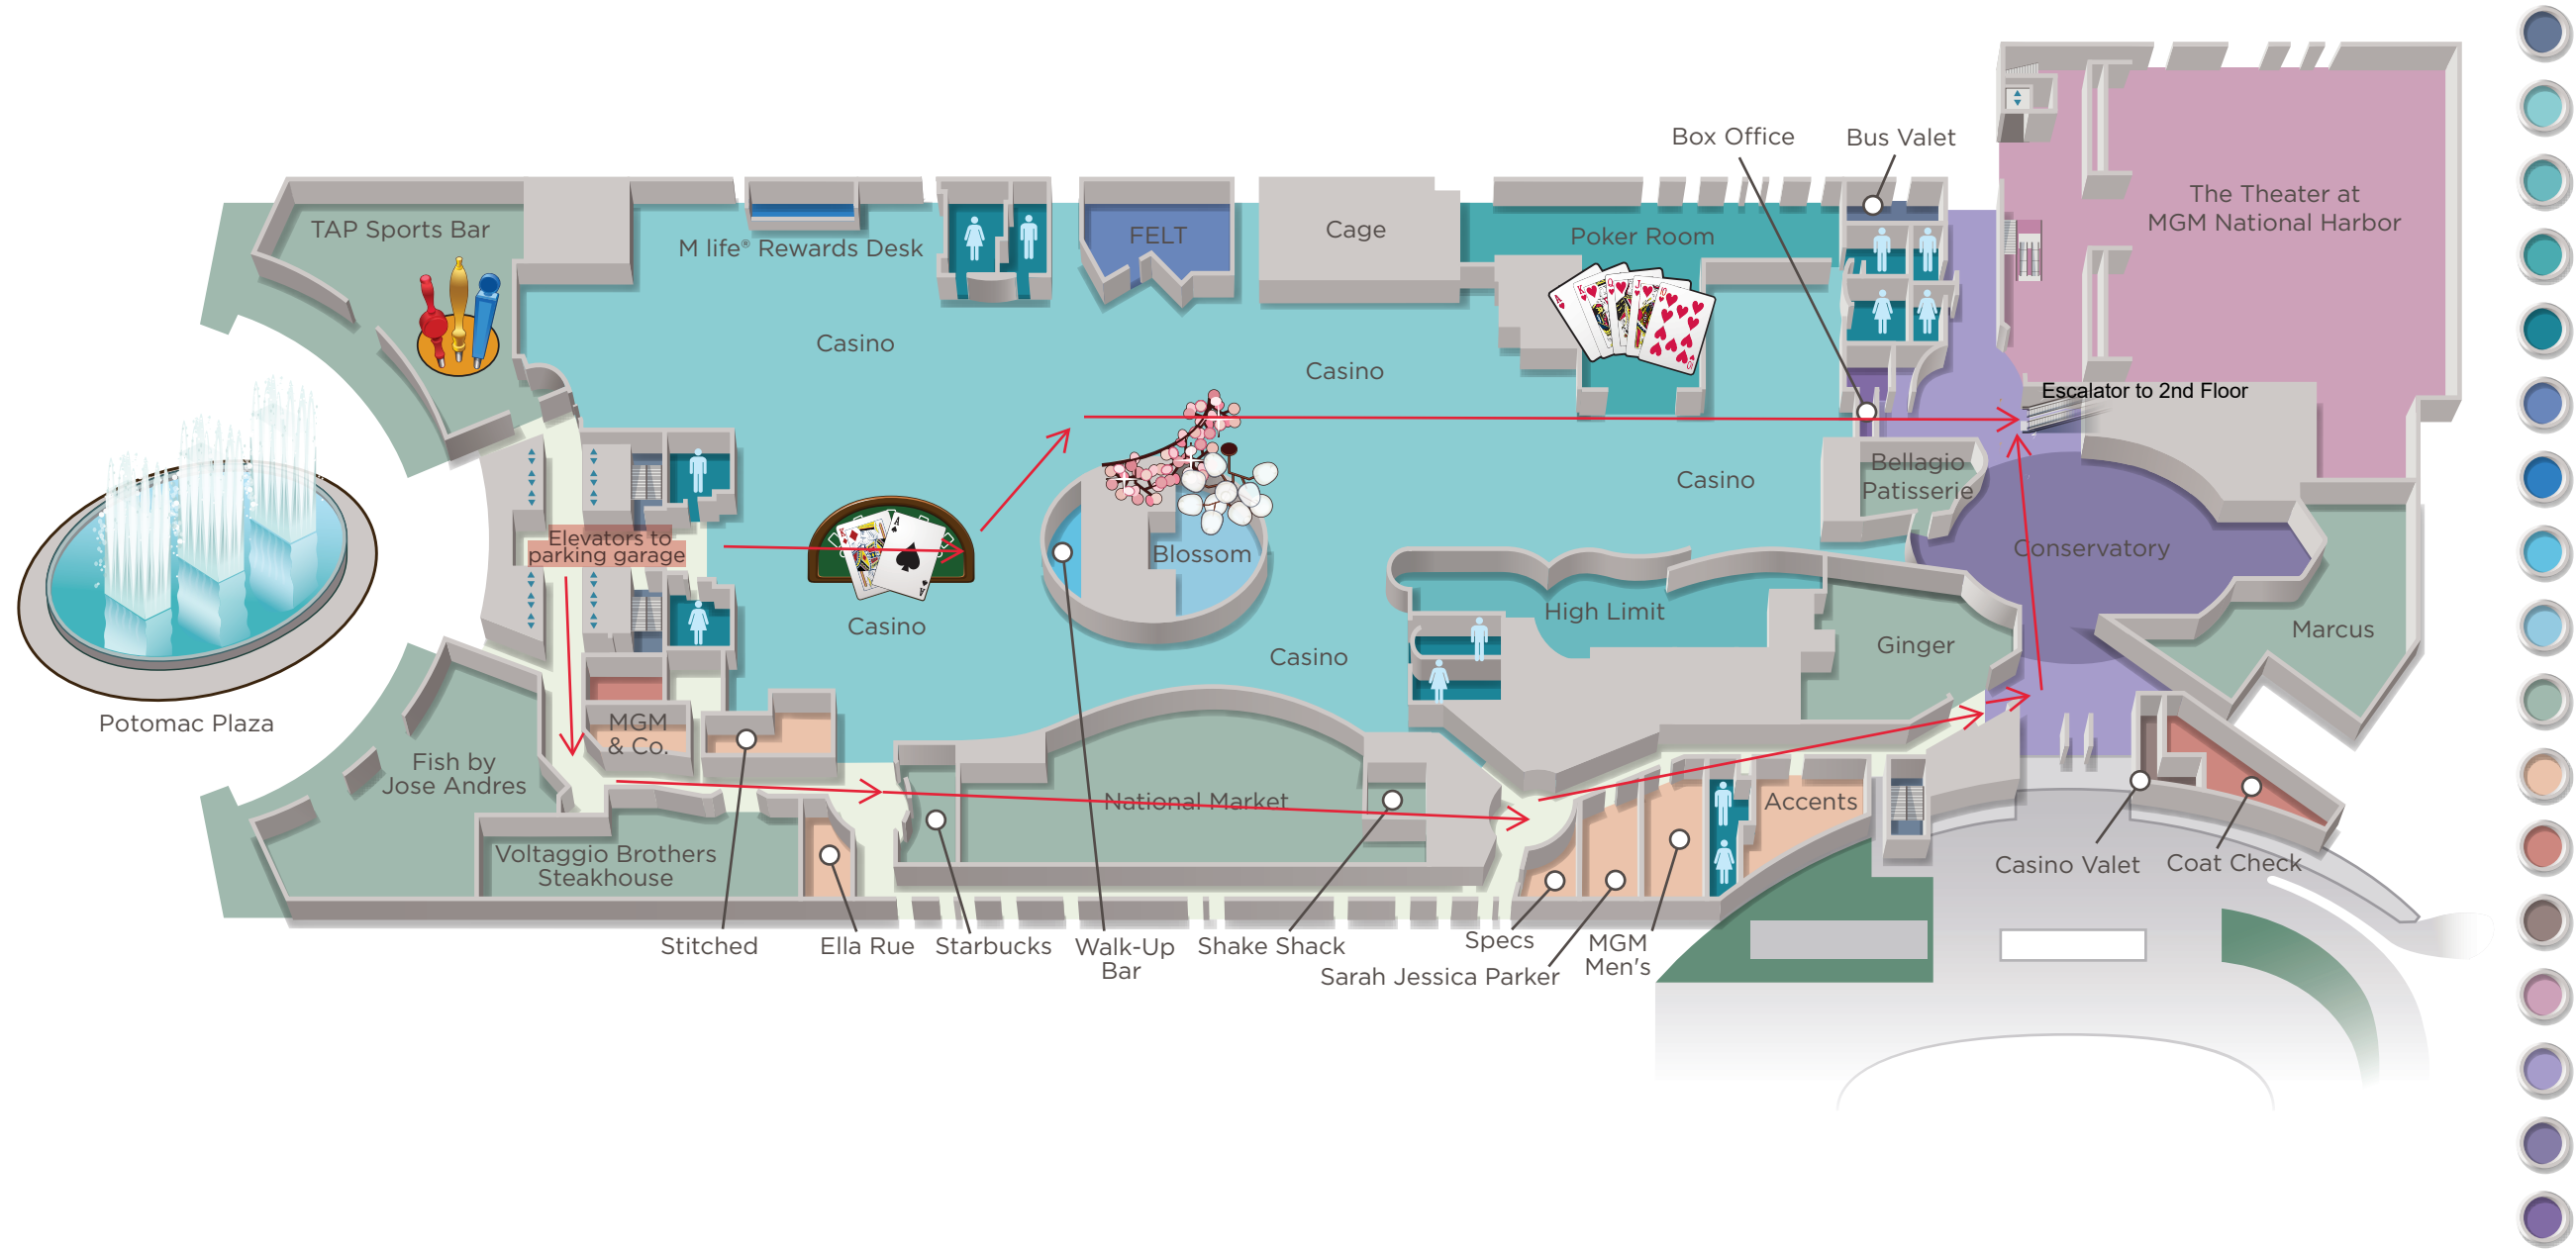 Box Office
Bus Valet
The Theater at
MGM National Harbor
TAP Sports Bar
M life® Rewards Desk
FELT
Cage
Poker Room
Casino
Casino
Escalator to 2nd Floor
Casino
Bellagio
Patisserie
Elevators to
parking garage
Blossom
Conservatory
Casino
High Limit
Marcus
Casino
Ginger
Potomac Plaza
MGM
& Co.
Fish by
Jose Andres
National Market
Accents
Voltaggio Brothers
Steakhouse
Casino Valet
Coat Check
Stitched
Ella Rue
Starbucks
Walk-Up
Bar
Shake Shack
Specs
Sarah Jessica Parker
MGM
Men's